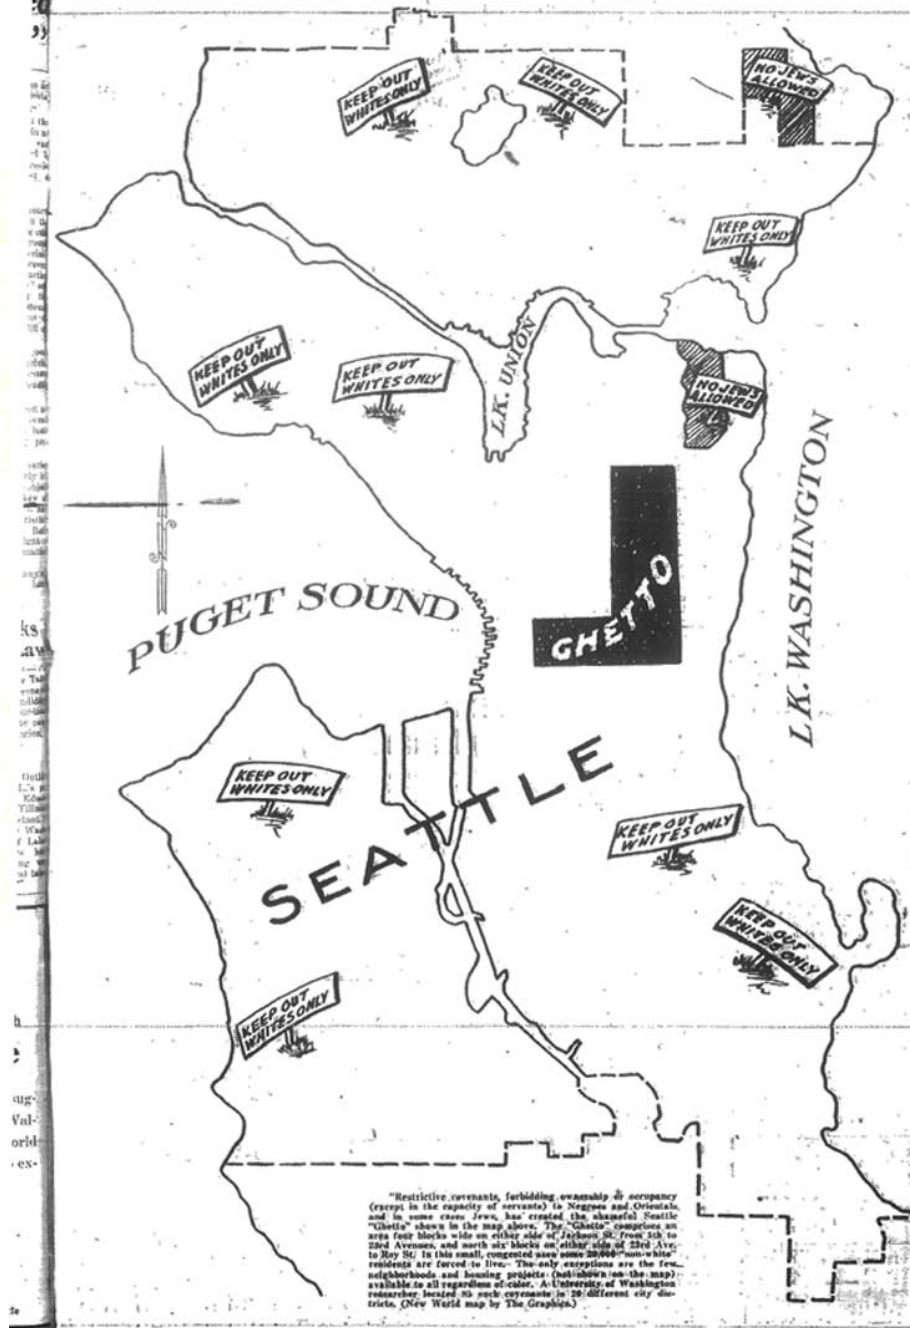 KEEP OUT
WHITES ONLY
KEEP OUT
WHITES ONLY
NO JEWS
ALLOWED
KEEP OUT
WHITES ONLY
KEEP OUT
WHITES ONLY
KEEP OUT
WHITES ONLY
LK. UNION
NO JEWS
ALLOWED
LK. WASHINGTON
PUGET SOUND
GHETTO
SEATTLE
KEEP OUT
WHITES ONLY
KEEP OUT
WHITES ONLY
KEEP OUT
WHITES ONLY
KEEP OUT
WHITES ONLY
"Restrictive covenants, forbidding ownership or occupancy
(except in the capacity of servants) to Negroes and Orientals
and in some cases Jews, has created the shameful Seattle
"Ghetto" shown in the map above. The "Ghetto" comprises an
area four blocks wide on either side of Jackson St. from 5th to
23rd Avenues, and north six blocks on either side of 23rd Ave.
to Roy St. In this small, congested area some 20,000 "non-white"
residents are forced to live. The only exceptions are the few
neighborhoods and housing projects (not shown on the map)
available to all regardless of color. A University of Washington
researcher located 85 such covenants in 20 different city dis-
tricts. (New World map by The Graphics.)